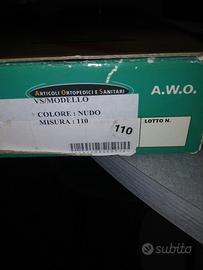 ARTICOLI ORTOPEDICI E SANITARI
A.W.O.
VS/MODELLO
COLORE : NUDO
MISURA : 110
110
LOTTO N.
subito